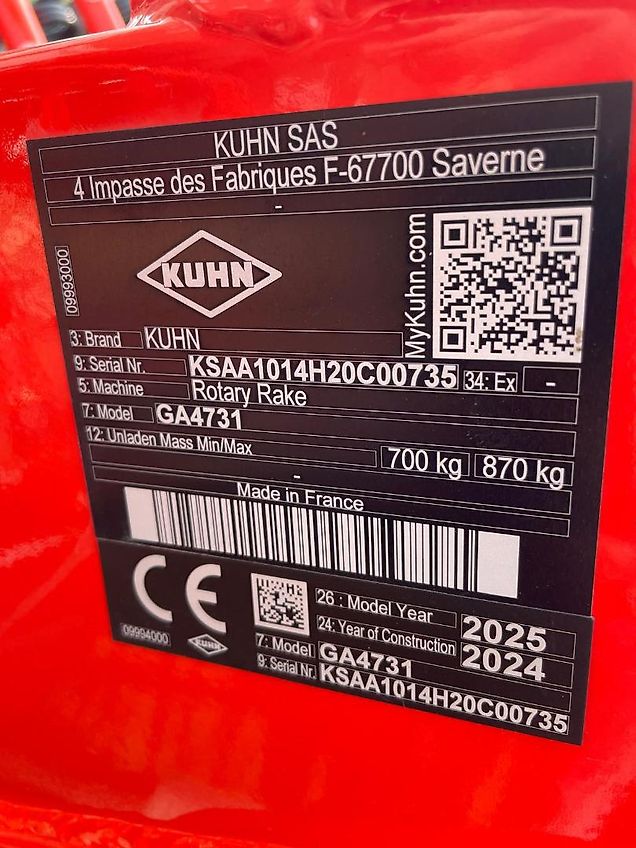 KUHN SAS
4 Impasse des Fabriques F-67700 Saverne
-
09993000
KUHN
MyKuhn.com
3: Brand KUHN
9: Serial Nr. KSAA1014H20C00735 34: Ex -
5: Machine Rotary Rake
7: Model GA4731
12: Unladen Mass Min/Max 700 kg 870 kg
-
Made in France
CE
26 : Model Year 2025
24: Year of Construction 2024
09994000 KUHN
7: Model GA4731
9: Serial Nr. KSAA1014H20C00735